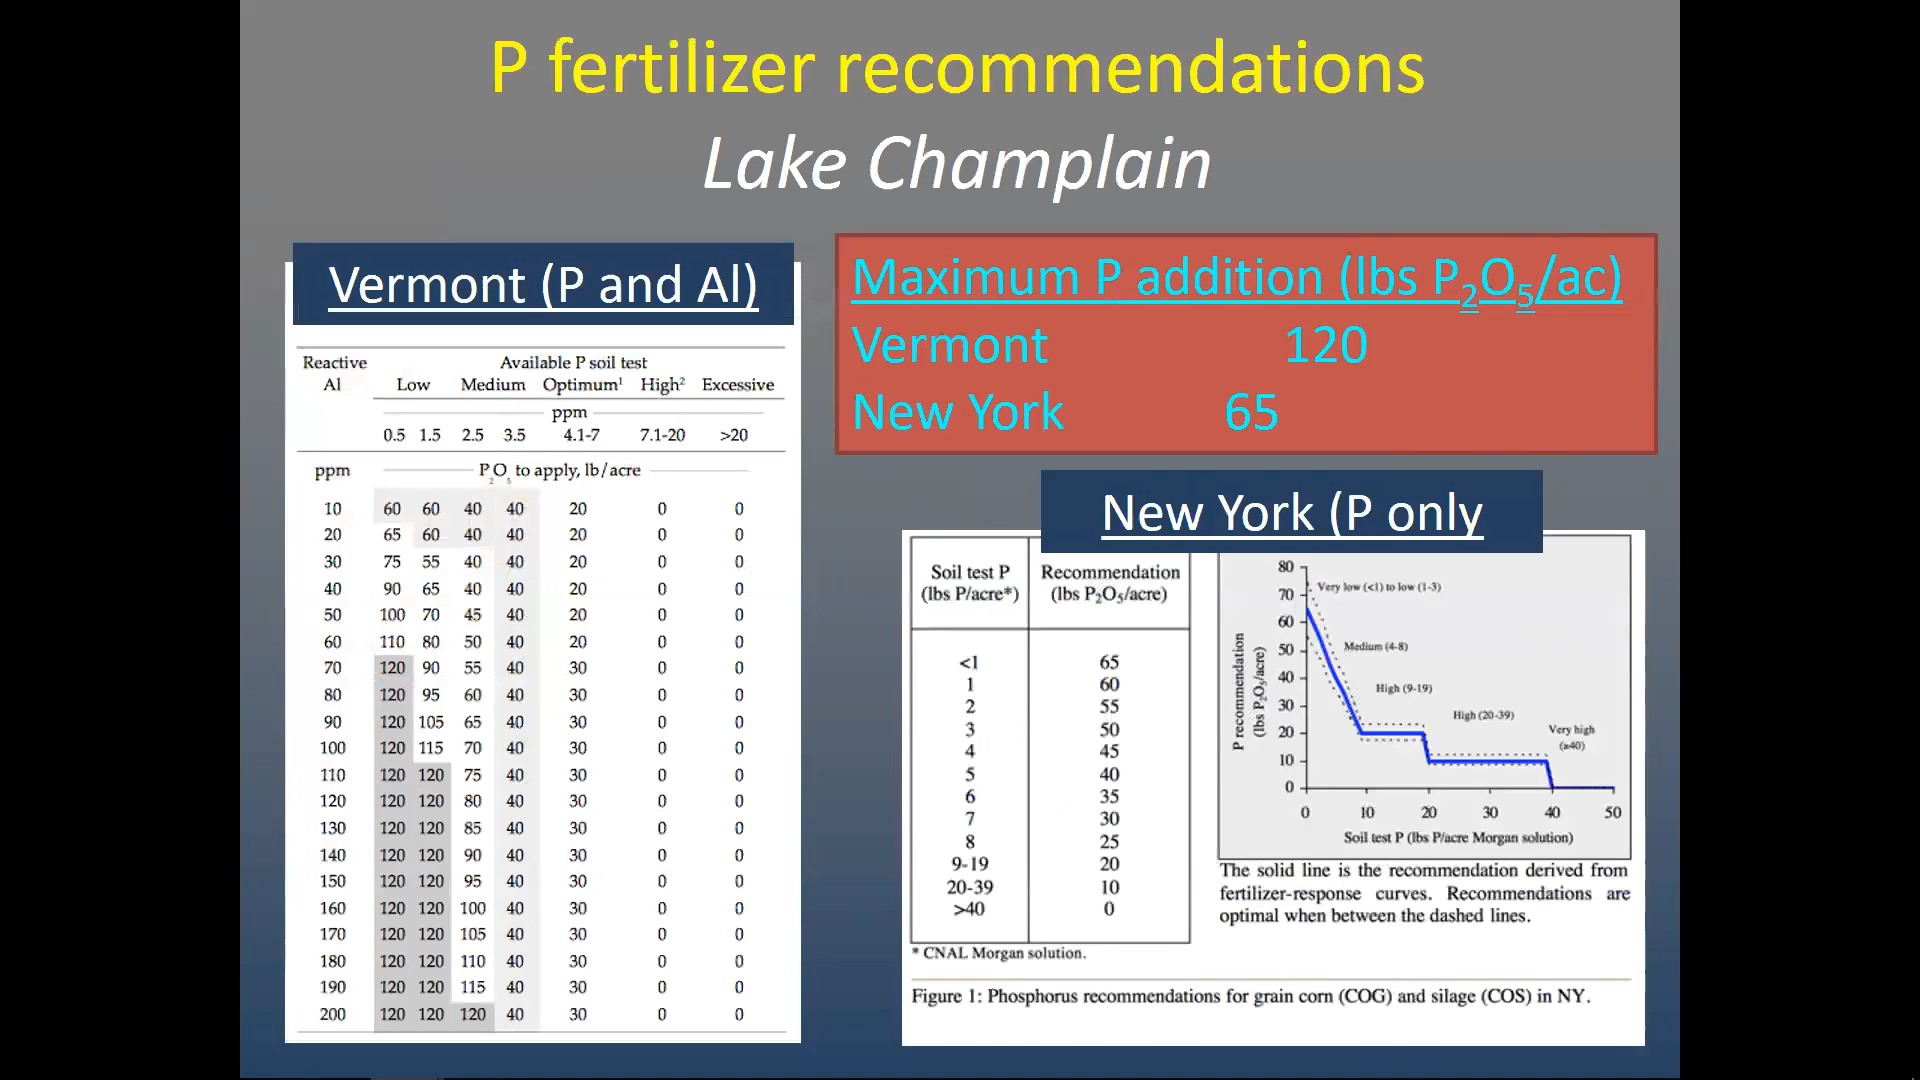 P fertilizer recommendations
Lake Champlain
Vermont (P and Al)
Reactive Available P soil test
Al Low Medium Optimum¹ High² Excessive
ppm
0.5 1.5 2.5 3.5 4.1-7 7.1-20 >20
ppm P₂O₅ to apply, lb/acre
10 60 60 40 40 20 0 0
20 65 60 40 40 20 0 0
30 75 55 40 40 20 0 0
40 90 65 40 40 20 0 0
50 100 70 45 40 20 0 0
60 110 80 50 40 20 0 0
70 120 90 55 40 30 0 0
80 120 95 60 40 30 0 0
90 120 105 65 40 30 0 0
100 120 115 70 40 30 0 0
110 120 120 75 40 30 0 0
120 120 120 80 40 30 0 0
130 120 120 85 40 30 0 0
140 120 120 90 40 30 0 0
150 120 120 95 40 30 0 0
160 120 120 100 40 30 0 0
170 120 120 105 40 30 0 0
180 120 120 110 40 30 0 0
190 120 120 115 40 30 0 0
200 120 120 120 40 30 0 0
Maximum P addition (lbs P₂O₅/ac)
Vermont 120
New York 65
New York (P only
Soil test P Recommendation
(lbs P/acre*) (lbs P₂O₅/acre)
<1 65
1 60
2 55
3 50
4 45
5 40
6 35
7 30
8 25
9-19 20
20-39 10
>40 0
* CNAL Morgan solution.
P recommendation
(lbs P₂O₅/acre)
80
70
60
50
40
30
20
10
0
Very low (<1) to low (1-3)
Medium (4-8)
High (9-19)
High (20-39)
Very high
(≥40)
0 10 20 30 40 50
Soil test P (lbs P/acre Morgan solution)
The solid line is the recommendation derived from
fertilizer-response curves. Recommendations are
optimal when between the dashed lines.
Figure 1: Phosphorus recommendations for grain corn (COG) and silage (COS) in NY.